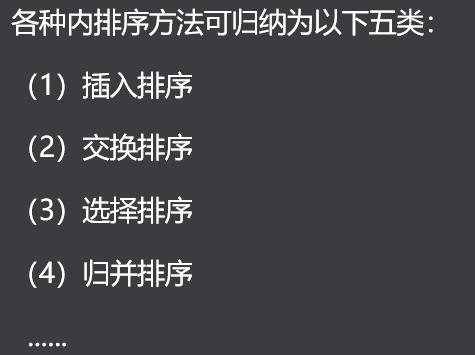 各种内排序方法可归纳为以下五类：
（1）插入排序
（2）交换排序
（3）选择排序
（4）归并排序
......